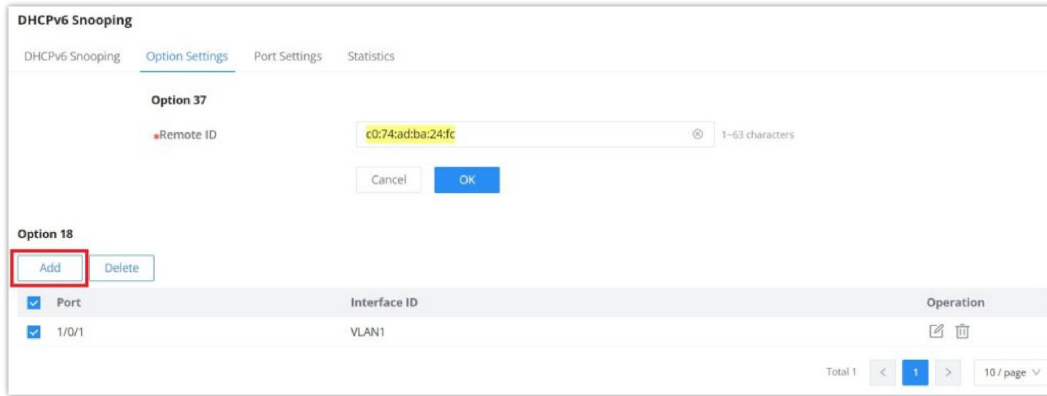 DHCPv6 Snooping
DHCPv6 Snooping Option Settings Port Settings Statistics
Option 37
*Remote ID c0:74:ad:ba:24:fc 1~63 characters
Cancel OK
Option 18
Add Delete
Port Interface ID Operation
1/0/1 VLAN1
Total 1 < 1 > 10 / page